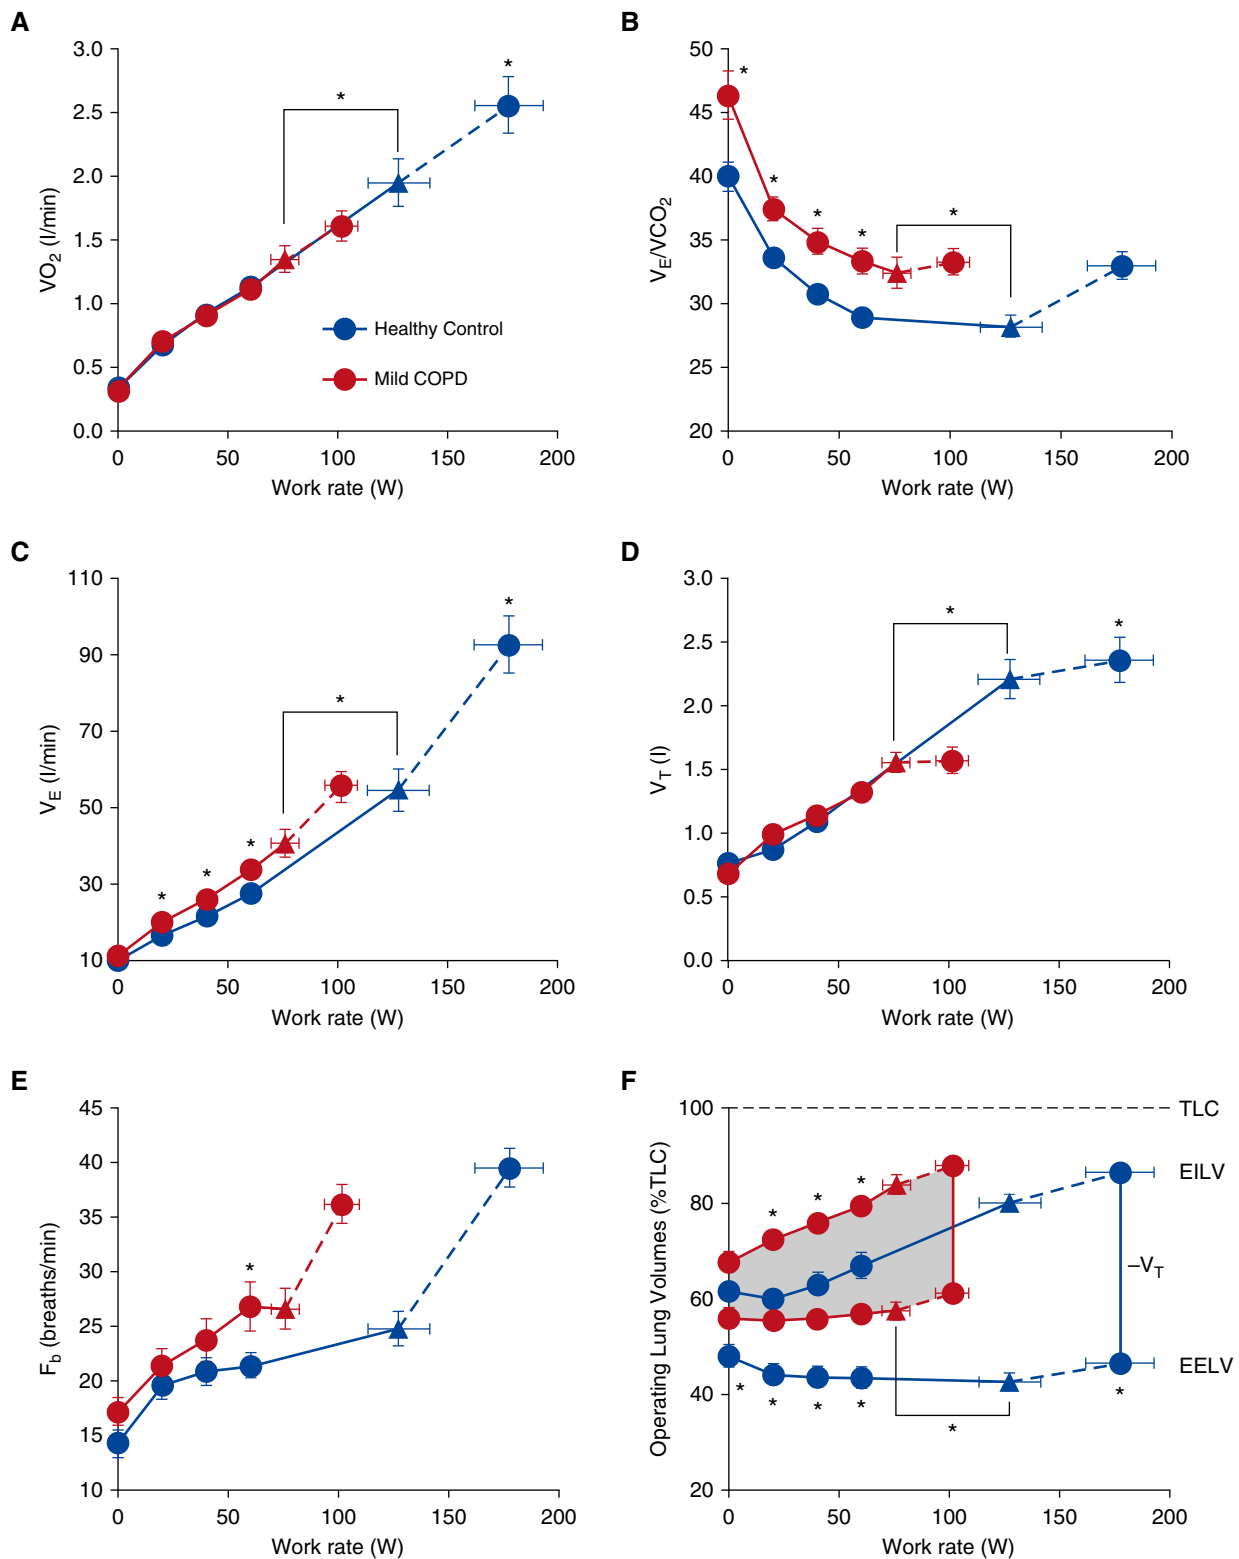 A
3.0
2.5
2.0
1.5
1.0
0.5
0.0
VO2 (l/min)
*
*
Healthy Control
Mild COPD
0 50 100 150 200
Work rate (W)
B
50
45
40
35
30
25
20
VE/VCO2
*
*
*
*
*
0 50 100 150 200
Work rate (W)
C
110
90
70
50
30
10
VE (l/min)
*
*
*
*
*
0 50 100 150 200
Work rate (W)
D
3.0
2.5
2.0
1.5
1.0
0.5
0.0
VT (l)
*
*
0 50 100 150 200
Work rate (W)
E
45
40
35
30
25
20
15
10
Fb (breaths/min)
*
0 50 100 150 200
Work rate (W)
F
100
80
60
40
20
Operating Lung Volumes (%TLC)
TLC
EILV
–VT
EELV
*
*
*
*
*
*
*
*
*
0 50 100 150 200
Work rate (W)